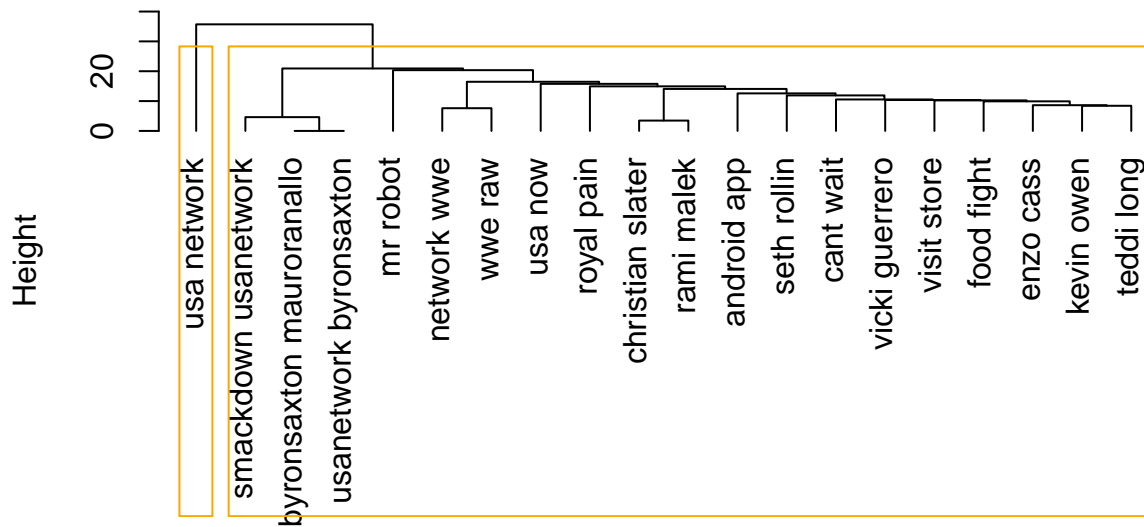 Height
0
20
usa network
smackdown usanetwork
byronsaxton mauroranallo
usanetwork byronsaxton
mr robot
network wwe
wwe raw
usa now
royal pain
christian slater
rami malek
android app
seth rollin
cant wait
vicki guerrero
visit store
food fight
enzo cass
kevin owen
teddi long